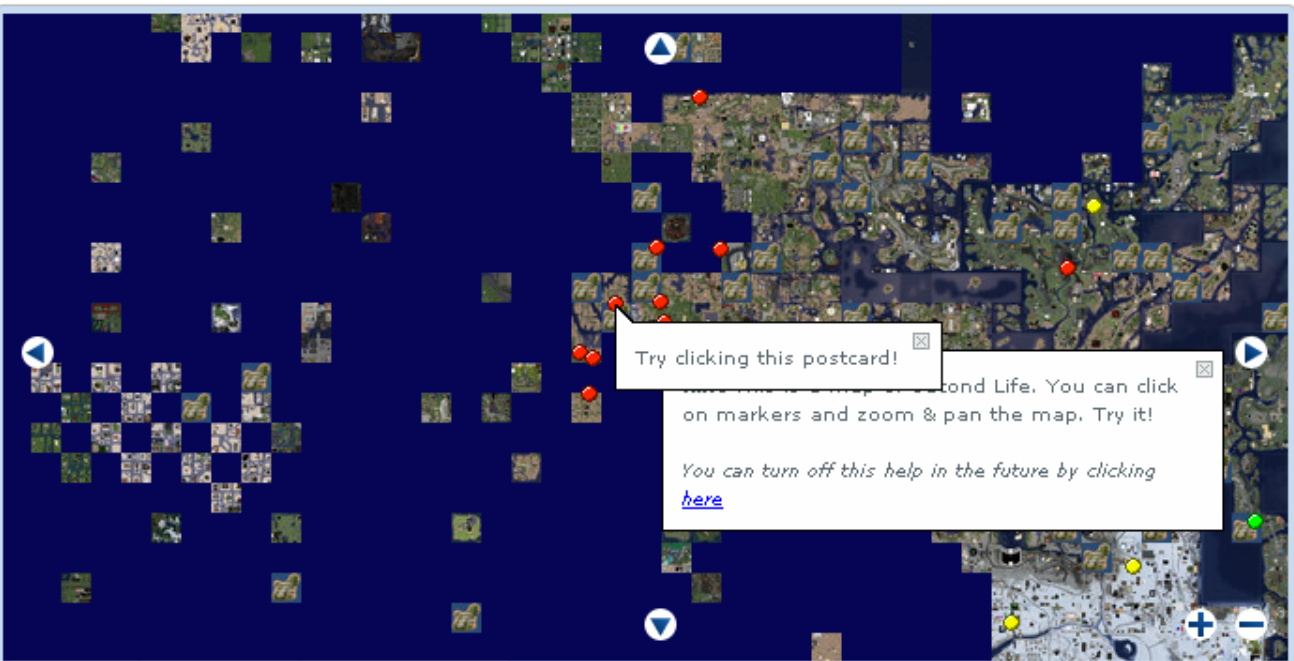 Try clicking this postcard!
This is a map of Second Life. You can click
on markers and zoom & pan the map. Try it!
You can turn off this help in the future by clicking
here